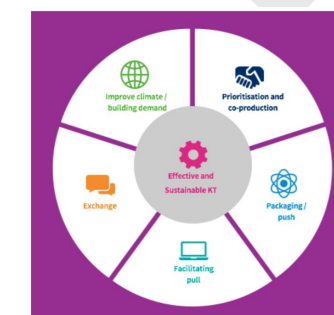 Improve climate /
building demand
Prioritisation and
co-production
Effective and
Sustainable KT
Exchange
Packaging /
push
Facilitating
pull